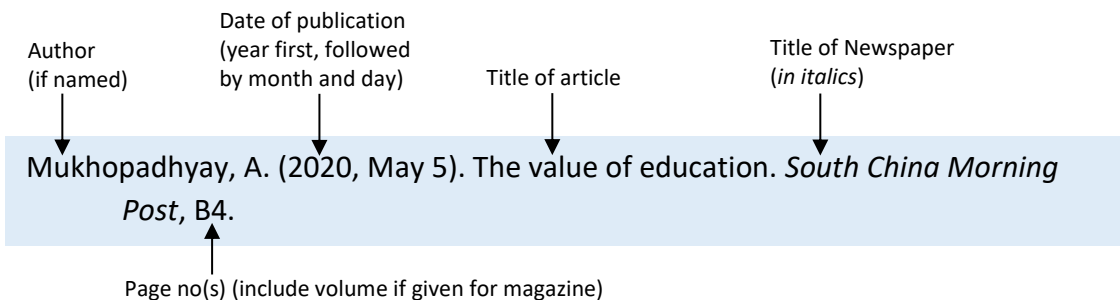 Author
(if named)
Date of publication
(year first, followed
by month and day)
Title of article
Title of Newspaper
(in italics)
Mukhopadhyay, A. (2020, May 5). The value of education. South China Morning
Post, B4.
Page no(s) (include volume if given for magazine)